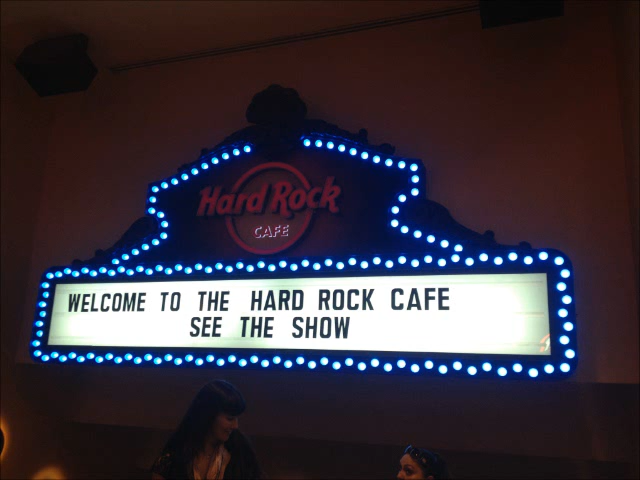 Hard Rock
CAFE
WELCOME TO THE HARD ROCK CAFE
SEE THE SHOW